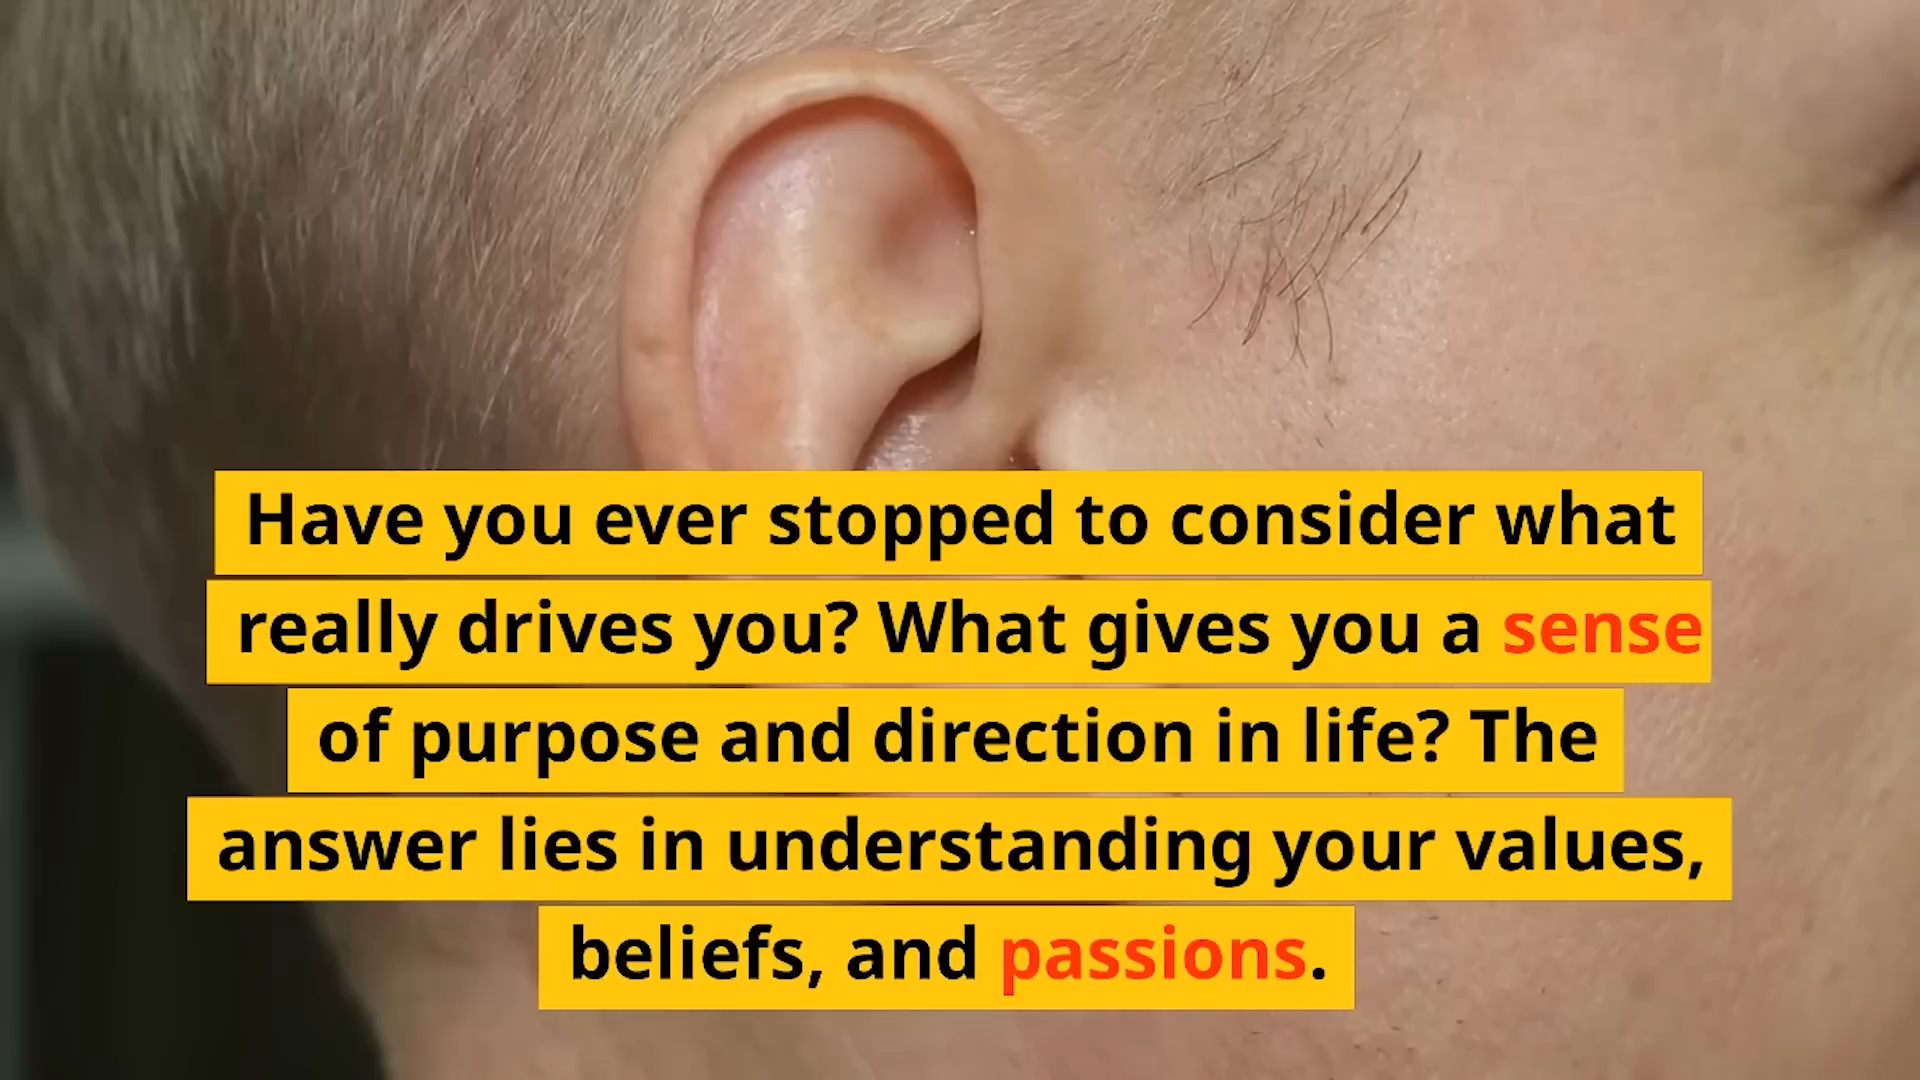 Have you ever stopped to consider what
really drives you? What gives you a sense
of purpose and direction in life? The
answer lies in understanding your values,
beliefs, and passions.